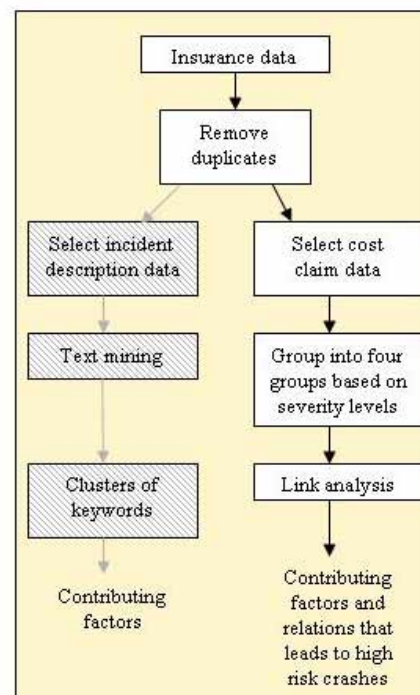 Insurance data
Remove
duplicates
Select incident
description data
Text mining
Clusters of
keywords
Contributing
factors
Select cost
claim data
Group into four
groups based on
severity levels
Link analysis
Contributing
factors and
relations that
leads to high
risk crashes